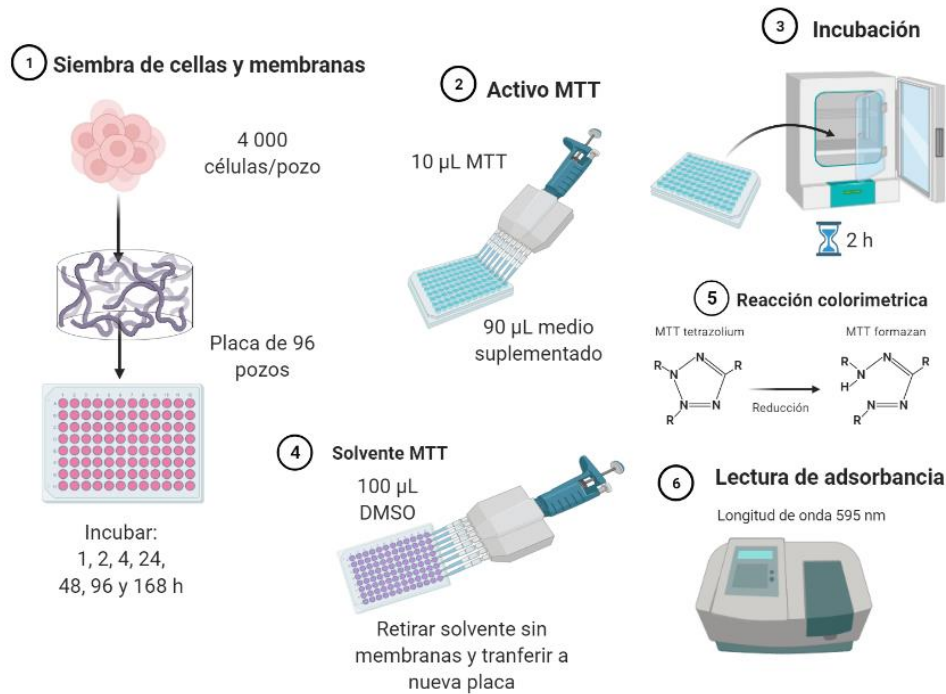 1
Siembra de cellas y membranas
4 000
células/pozo
Placa de 96
pozos
Incubar:
1, 2, 4, 24,
48, 96 y 168 h
2
Activo MTT
10 µL MTT
90 µL medio
suplementado
3
Incubación
2 h
4
Solvente MTT
100 µL
DMSO
Retirar solvente sin
membranas y tranferir a
nueva placa
5
Reacción colorimetrica
MTT tetrazolium
MTT formazan
R N N R
N N
R
Reducción
R N N R
H
N N
R
6
Lectura de adsorbancia
Longitud de onda 595 nm